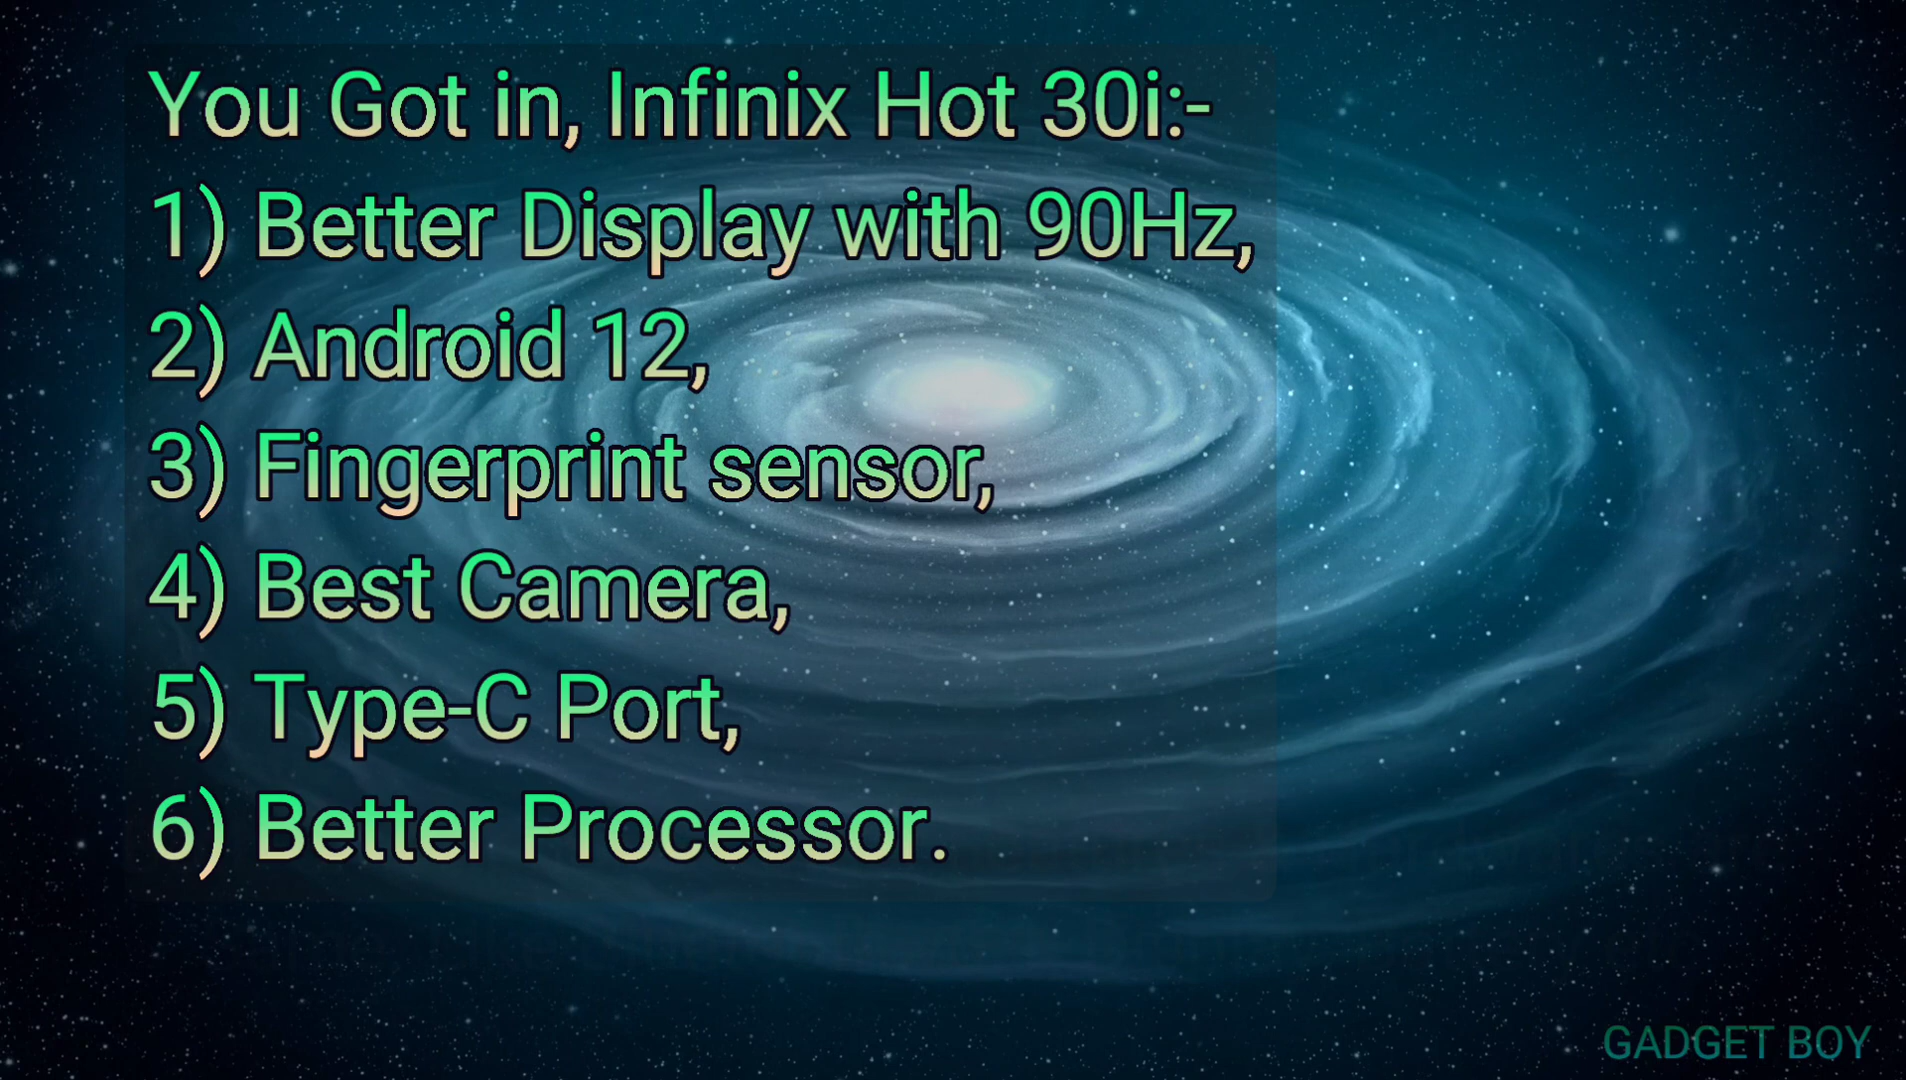 You Got in, Infinix Hot 30i:-
1) Better Display with 90Hz,
2) Android 12,
3) Fingerprint sensor,
4) Best Camera,
5) Type-C Port,
6) Better Processor.
GADGET BOY